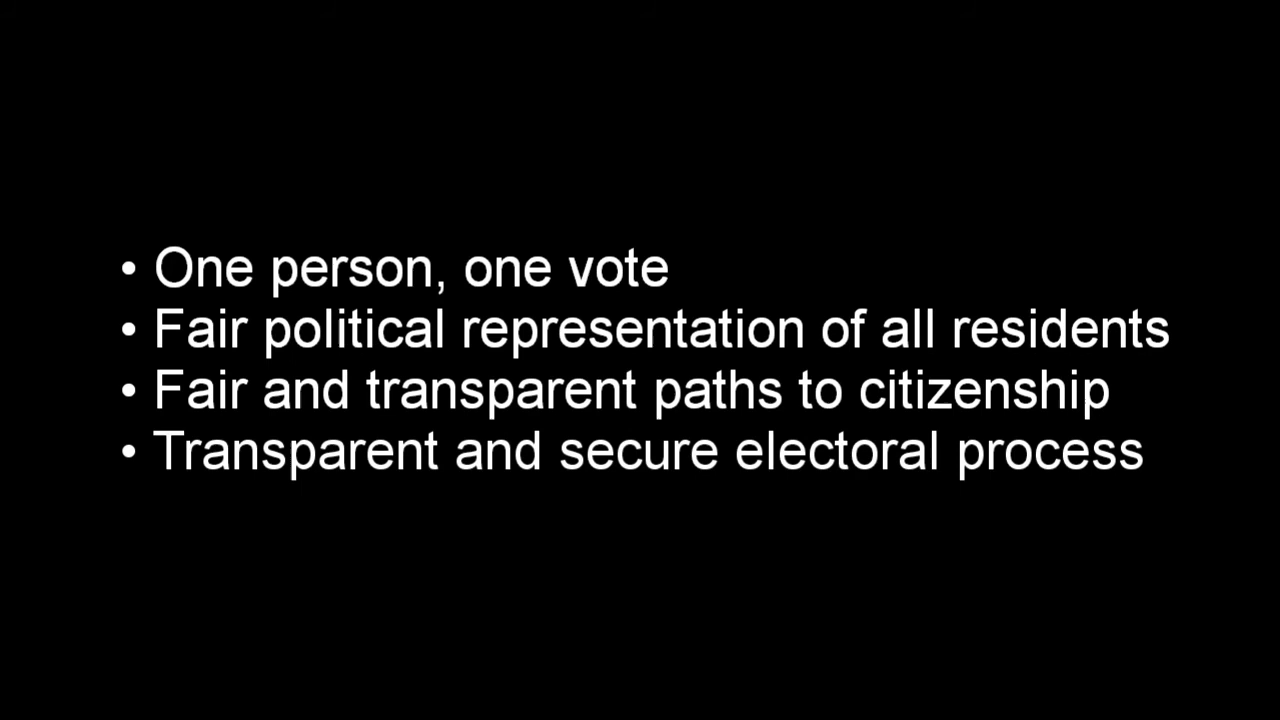 • One person, one vote
• Fair political representation of all residents
• Fair and transparent paths to citizenship
• Transparent and secure electoral process